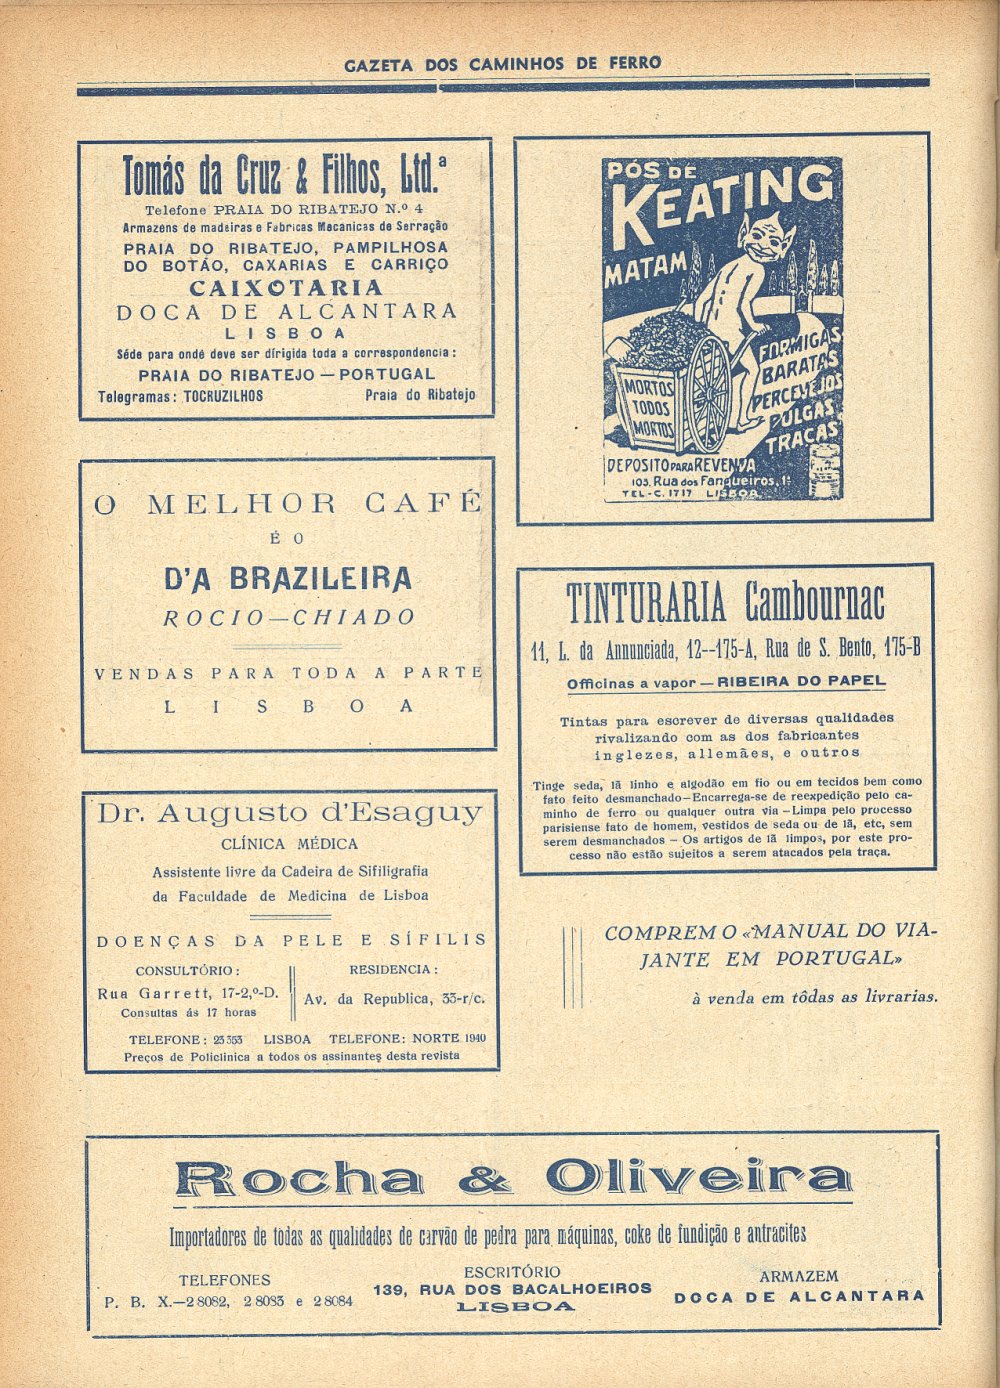 GAZETA DOS CAMINHOS DE FERRO
Tomás da Cruz & Filhos, Ltd.ª
Telefone PRAIA DO RIBATEJO N.º 4
Armazens de madeiras e Fabricas Mecanicas de Serração
PRAIA DO RIBATEJO, PAMPILHOSA
DO BOTÁO, CAXARIAS E CARRIÇO
CAIXOTARIA
DOCA DE ALCANTARA
LISBOA
Séde para onde deve ser dirigida toda a correspondencia:
PRAIA DO RIBATEJO — PORTUGAL
Telegramas: TOCRUZILHOS Praia do Ribatejo
O MELHOR CAFÉ
É O
D'A BRAZILEIRA
ROCIO—CHIADO
VENDAS PARA TODA A PARTE
LISBOA
Dr. Augusto d'Esaguy
CLÍNICA MÉDICA
Assistente livre da Cadeira de Sifiligrafia
da Faculdade de Medicina de Lisboa
DOENÇAS DA PELE E SÍFILIS
CONSULTÓRIO:
Rua Garrett, 17-2,º-D.
Consultas ás 17 horas
RESIDENCIA:
Av. da Republica, 33-r/c.
TELEFONE: 23353 LISBOA TELEFONE: NORTE 1940
Preços de Policlinica a todos os assinantes desta revista
PÓS DE
KEATING
MATAM
FORMIGAS
BARATAS
PERCEVEJOS
PULGAS
TRAÇAS
MORTOS
TODOS
MORTOS
DEPOSITO PARA REVENDA
103. Rua dos Fanqueiros, 1º
TEL-C. 1717 LISBOA
TINTURARIA Cambournac
11, L. da Annunciada, 12--175-A, Rua de S. Bento, 175-B
Officinas a vapor — RIBEIRA DO PAPEL
Tintas para escrever de diversas qualidades
rivalizando com as dos fabricantes
inglezes, allemães, e outros
Tinge seda, lã linho e algodão em fio ou em tecidos bem como
fato feito desmanchado—Encarrega-se de reexpedição pelo ca-
minho de ferro ou qualquer outra via—Limpa pelo processo
parisiense fato de homem, vestidos de seda ou de lã, etc, sem
serem desmanchados — Os artigos de lã limpos, por este pro-
cesso não estão sujeitos a serem atacados pela traça.
COMPREM O «MANUAL DO VIA-
JANTE EM PORTUGAL»
à venda em tôdas as livrarias.
Rocha & Oliveira
Importadores de tôdas as qualidades de carvão de pedra para máquinas, coke de fundição e antracites
TELEFONES
P. B. X.—28082, 28083 e 28084
ESCRITÓRIO
139, RUA DOS BACALHOEIROS
LISBOA
ARMAZEM
DOCA DE ALCANTARA